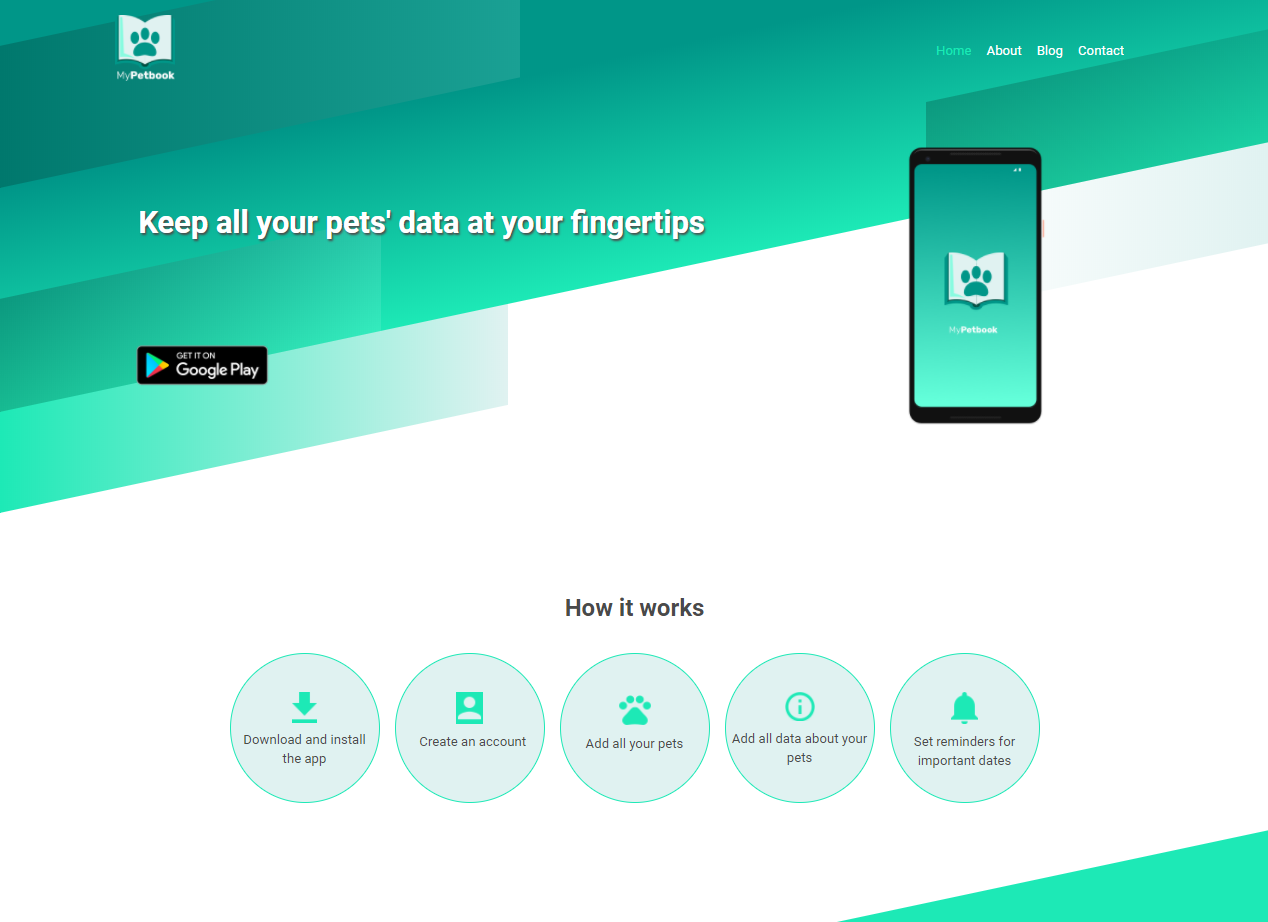 MyPetbook
Home About Blog Contact
Keep all your pets' data at your fingertips
GET IT ON
Google Play
MyPetbook
How it works
Download and install
the app
Create an account
Add all your pets
Add all data about your
pets
Set reminders for
important dates